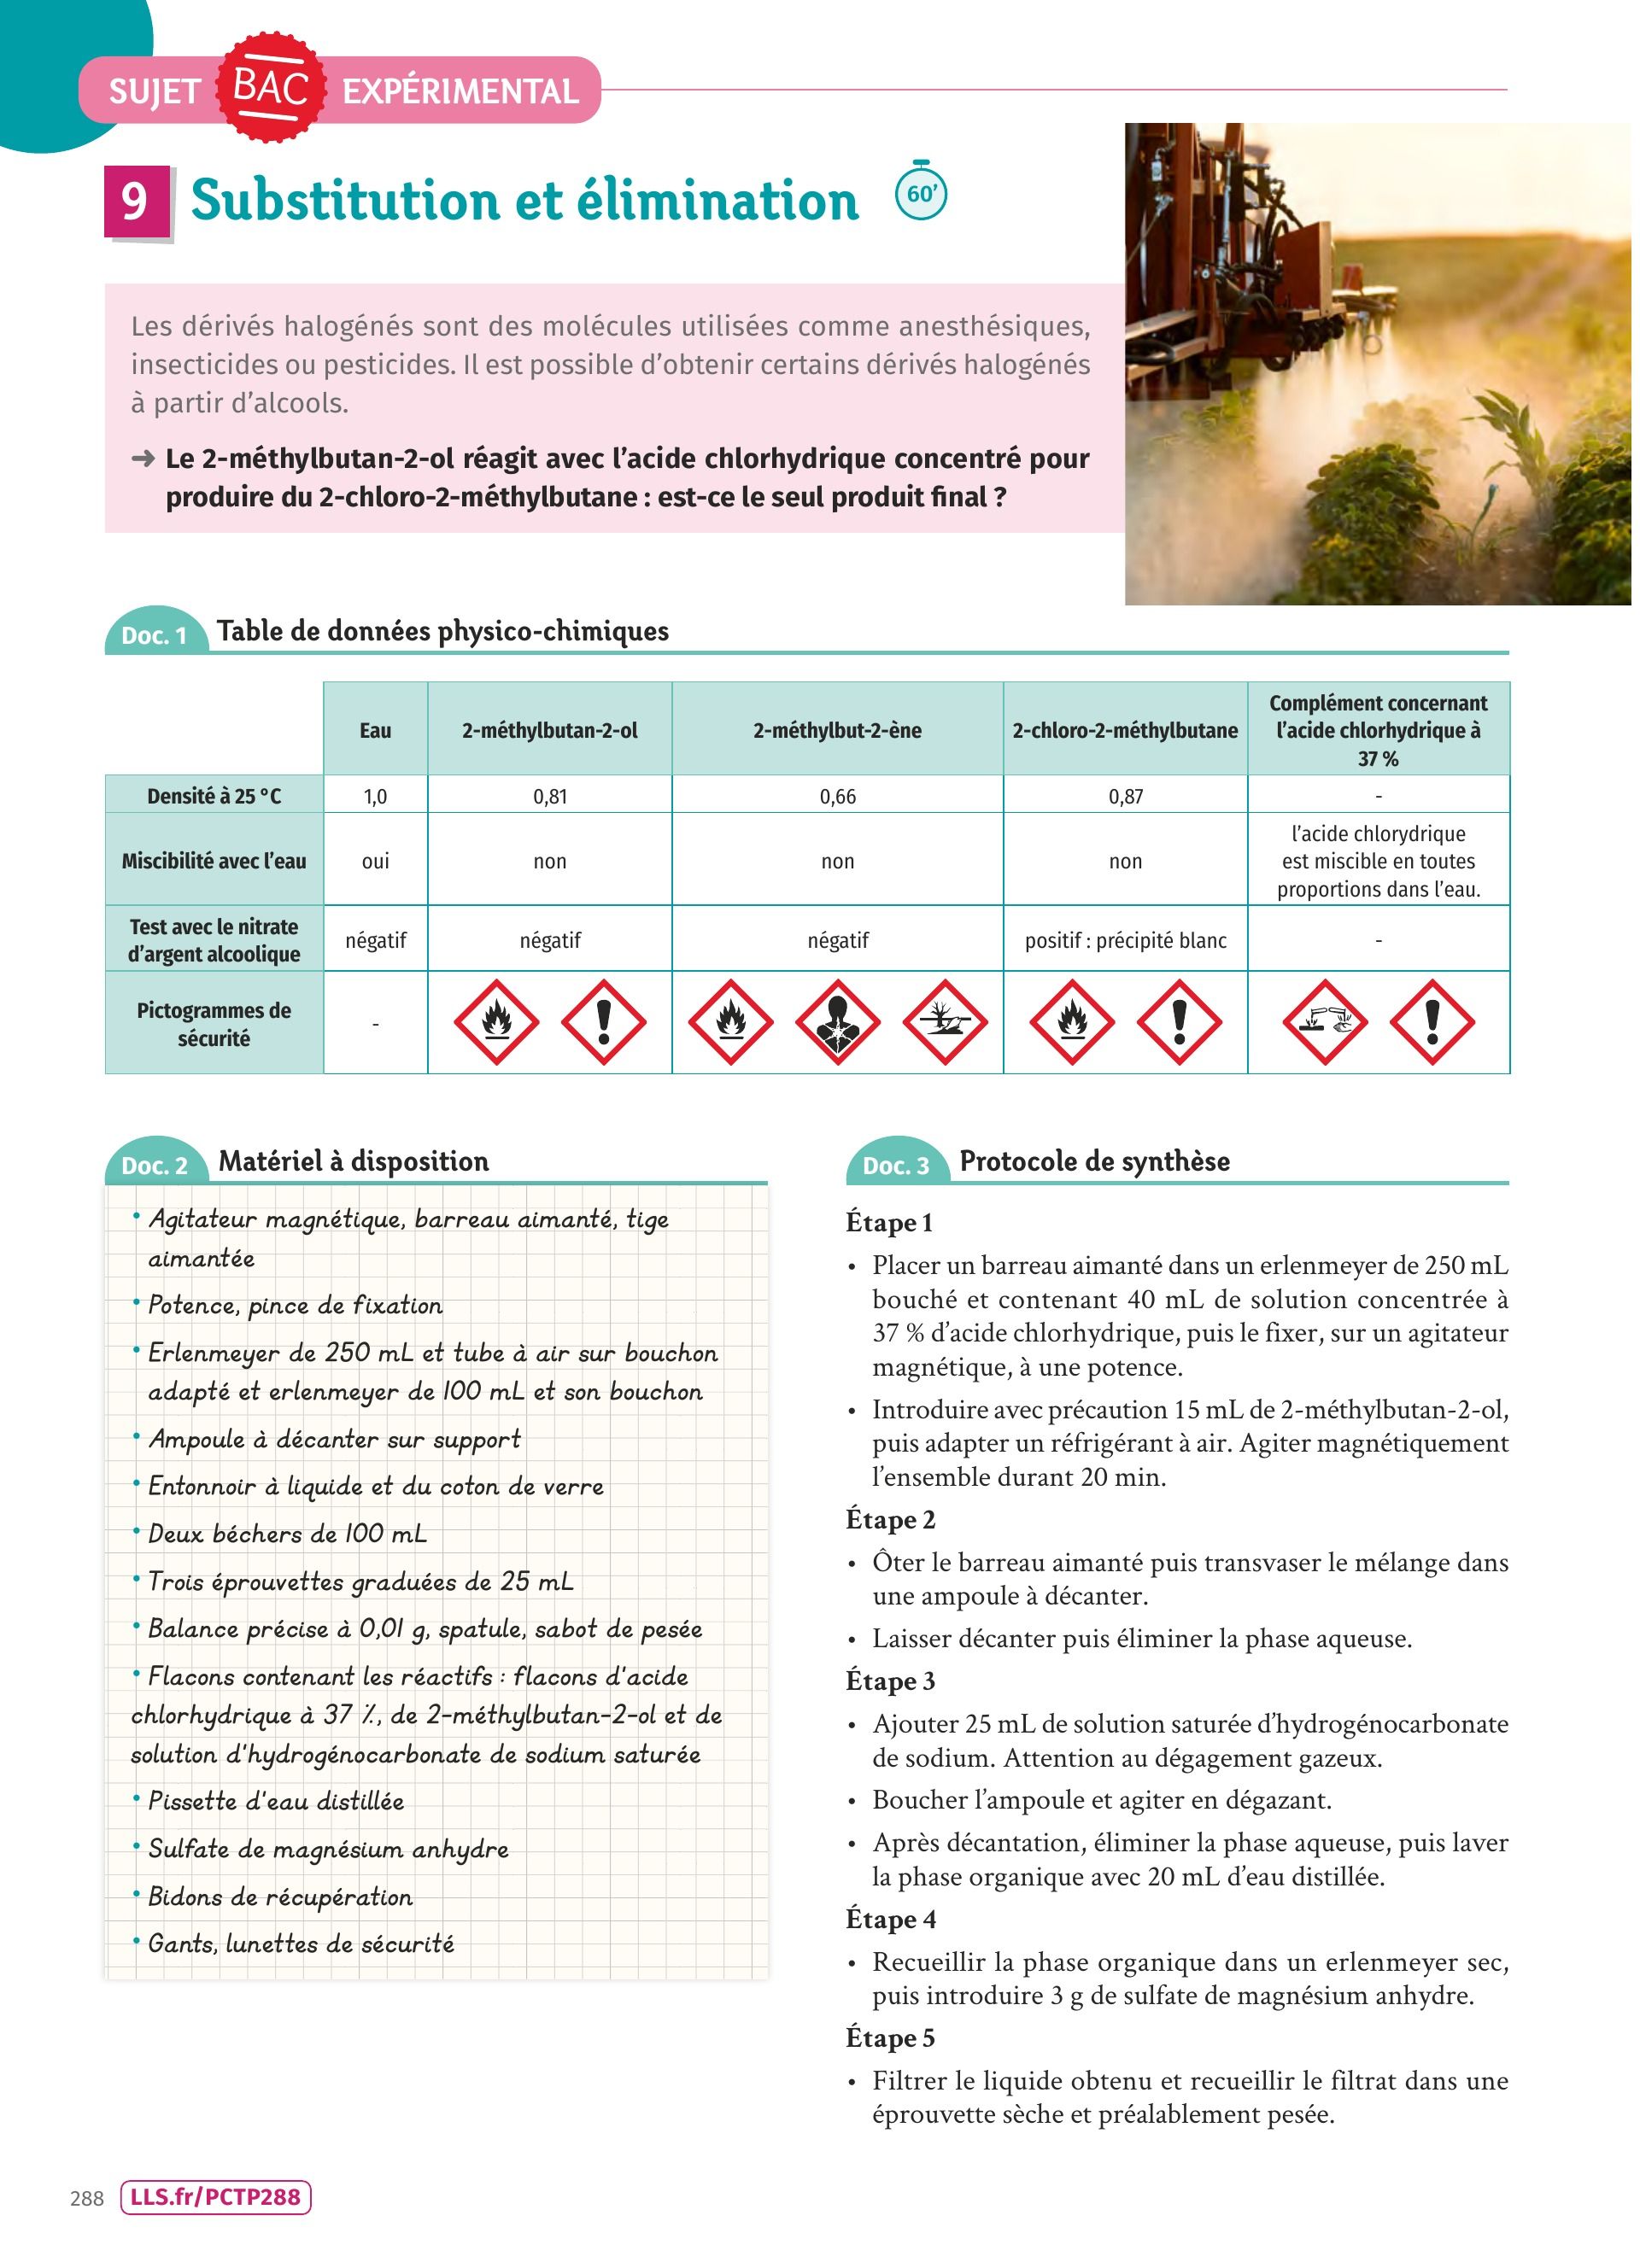 SUJET BAC EXPÉRIMENTAL
9 Substitution et élimination 60’
Les dérivés halogénés sont des molécules utilisées comme anesthésiques,
insecticides ou pesticides. Il est possible d’obtenir certains dérivés halogénés
à partir d’alcools.
➜ Le 2-méthylbutan-2-ol réagit avec l’acide chlorhydrique concentré pour
produire du 2-chloro-2-méthylbutane : est-ce le seul produit final ?
Doc. 1 Table de données physico-chimiques
Eau
2-méthylbutan-2-ol
2-méthylbut-2-ène
2-chloro-2-méthylbutane
Complément concernant
l’acide chlorhydrique à
37 %
Densité à 25 °C
1,0
0,81
0,66
0,87
-
Miscibilité avec l’eau
oui
non
non
non
l’acide chlorydrique
est miscible en toutes
proportions dans l’eau.
Test avec le nitrate
d’argent alcoolique
négatif
négatif
négatif
positif : précipité blanc
-
Pictogrammes de
sécurité
-
Doc. 2 Matériel à disposition
• Agitateur magnétique, barreau aimanté, tige
aimantée
• Potence, pince de fixation
• Erlenmeyer de 250 mL et tube à air sur bouchon
adapté et erlenmeyer de 100 mL et son bouchon
• Ampoule à décanter sur support
• Entonnoir à liquide et du coton de verre
• Deux béchers de 100 mL
• Trois éprouvettes graduées de 25 mL
• Balance précise à 0,01 g, spatule, sabot de pesée
• Flacons contenant les réactifs : flacons d'acide
chlorhydrique à 37 %, de 2-méthylbutan-2-ol et de
solution d'hydrogénocarbonate de sodium saturée
• Pissette d'eau distillée
• Sulfate de magnésium anhydre
• Bidons de récupération
• Gants, lunettes de sécurité
Doc. 3 Protocole de synthèse
Étape 1
• Placer un barreau aimanté dans un erlenmeyer de 250 mL
bouché et contenant 40 mL de solution concentrée à
37 % d’acide chlorhydrique, puis le fixer, sur un agitateur
magnétique, à une potence.
• Introduire avec précaution 15 mL de 2-méthylbutan-2-ol,
puis adapter un réfrigérant à air. Agiter magnétiquement
l’ensemble durant 20 min.
Étape 2
• Ôter le barreau aimanté puis transvaser le mélange dans
une ampoule à décanter.
• Laisser décanter puis éliminer la phase aqueuse.
Étape 3
• Ajouter 25 mL de solution saturée d’hydrogénocarbonate
de sodium. Attention au dégagement gazeux.
• Boucher l’ampoule et agiter en dégazant.
• Après décantation, éliminer la phase aqueuse, puis laver
la phase organique avec 20 mL d’eau distillée.
Étape 4
• Recueillir la phase organique dans un erlenmeyer sec,
puis introduire 3 g de sulfate de magnésium anhydre.
Étape 5
• Filtrer le liquide obtenu et recueillir le filtrat dans une
éprouvette sèche et préalablement pesée.
288 LLS.fr/PCTP288